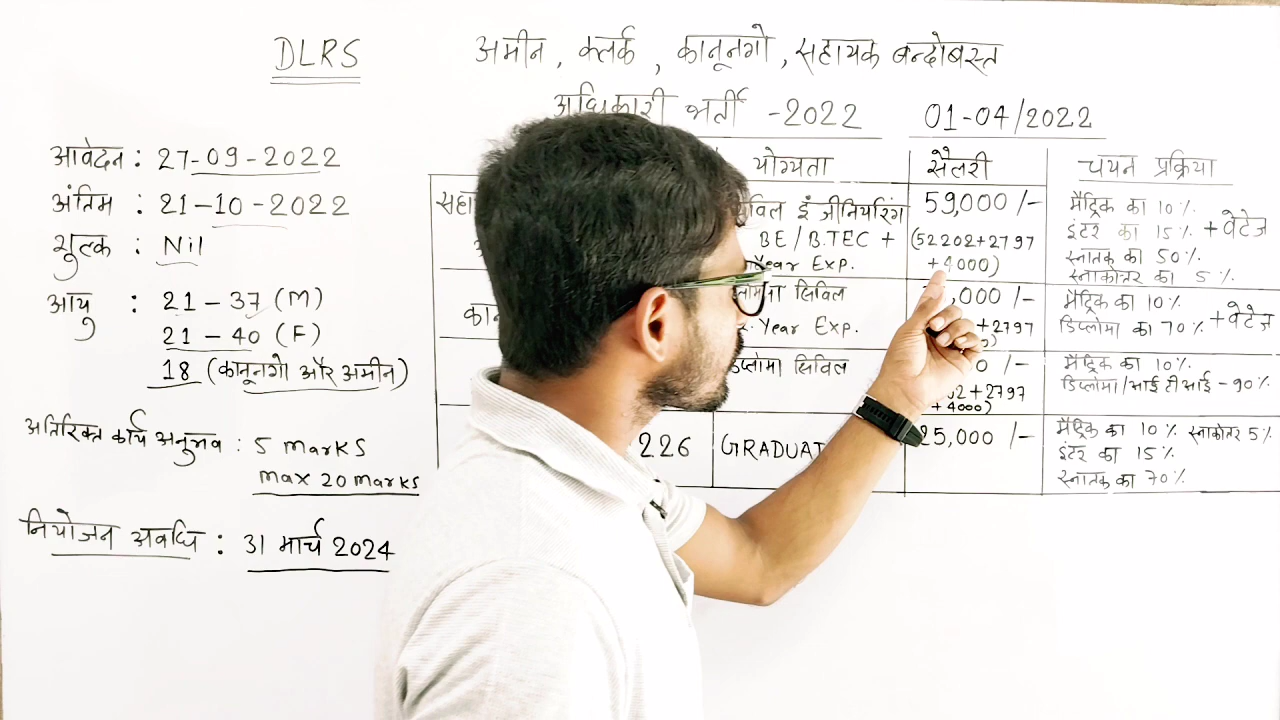 DLRS
अमीन, क्लर्क, कानूनगो, सहायक बन्दोबस्त
अधिकारी भर्ती -2022
01-04/2022
आवेदन : 27-09-2022
अंतिम : 21-10-2022
शुल्क : Nil
आयु : 21-37 (M)
21-40 (F)
18 (कानूनगो और अमीन)
अतिरिक्त कार्य अनुभव : 5 Marks
Max 20 Marks
नियोजन अवधि : 31 मार्च 2024
योग्यता
सैलरी
चयन प्रक्रिया
इंजीनियरिंग
BE/B.TEC +
Year Exp.
59,000/-
(52202+2797
+4000)
मैट्रिक का 10%
इंटर का 15% + वेटेज
स्नातक का 50%
स्नाकोत्तर का 5%
सिविल
Year Exp.
,000/-
+2797
मैट्रिक का 10%
डिप्लोमा का 70% + वेटेज
सिविल
0/-
02+2797
+4000)
मैट्रिक का 10%
डिप्लोमा/आई टी आई - 90%
226
GRADUAT
25,000/-
मैट्रिक का 10% स्नाकोत्तर 5%
इंटर का 15%
स्नातक का 70%